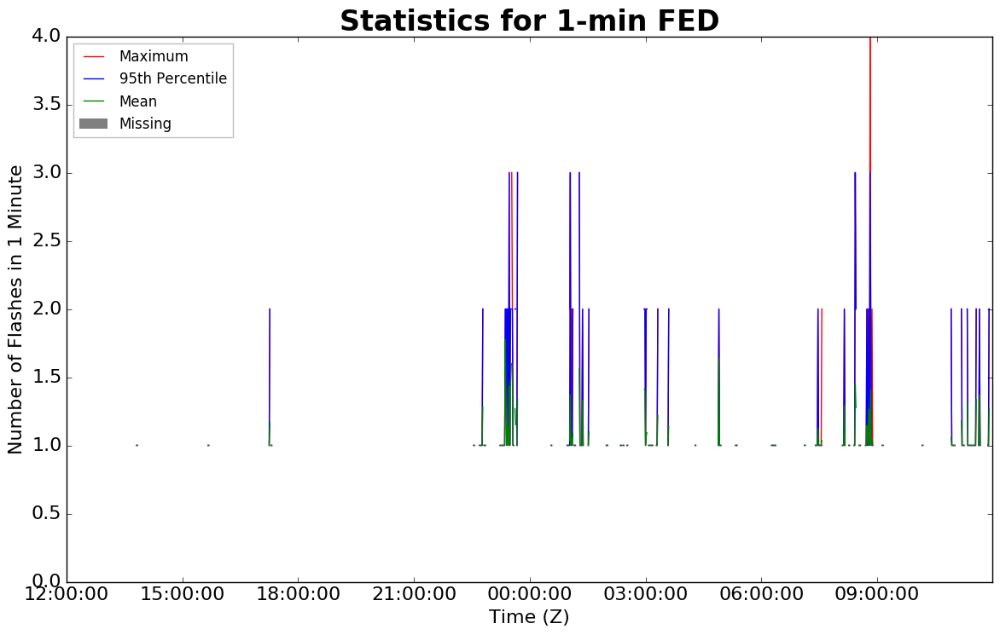 Statistics for 1-min FED
4.0
3.5
3.0
2.5
2.0
1.5
1.0
0.5
0.0
Number of Flashes in 1 Minute
Maximum
95th Percentile
Mean
Missing
12:00:00 15:00:00 18:00:00 21:00:00 00:00:00 03:00:00 06:00:00 09:00:00
Time (Z)